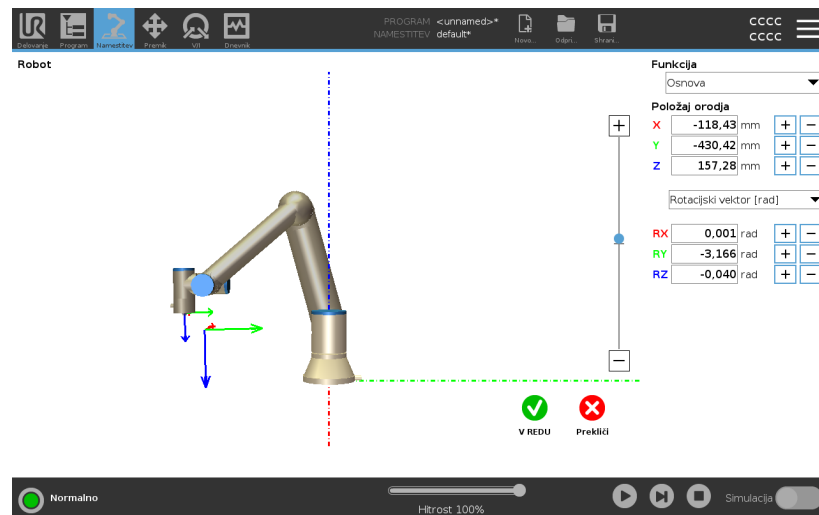 UR
PROGRAM <unnamed>*
NAMESTITEV default*
Delovanje Program Namestitev Premik V/I Dnevnik
Novo... Odpri... Shrani...
cccc
cccc
Robot
Funkcija
Osnova
Položaj orodja
X -118,43 mm + −
Y -430,42 mm + −
Z 157,28 mm + −
Rotacijski vektor [rad]
RX 0,001 rad + −
RY -3,166 rad + −
RZ -0,040 rad + −
V REDU Prekliči
Normalno
Hitrost 100%
Simulacija